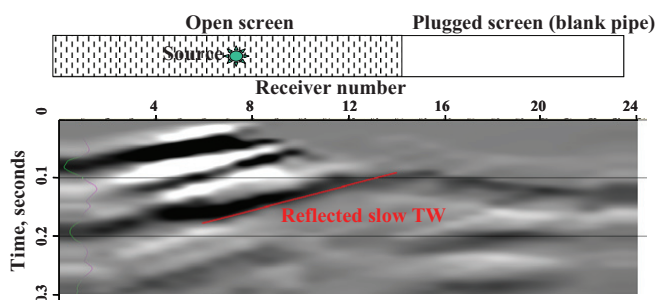 Open screen Plugged screen (blank pipe)
Source
Receiver number
0 4 8 12 16 20 24
0.1
Reflected slow TW
0.2
0.3
Time, seconds